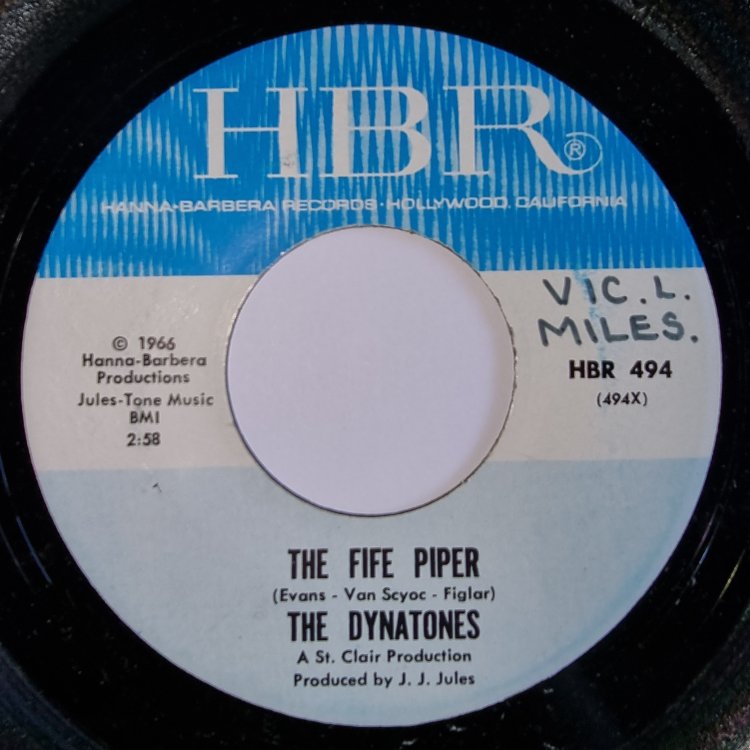 HBR®
HANNA-BARBERA RECORDS · HOLLYWOOD, CALIFORNIA
© 1966
Hanna-Barbera
Productions
Jules-Tone Music
BMI
2:58
VIC. L.
MILES.
HBR 494
(494X)
THE FIFE PIPER
(Evans - Van Scyoc - Figlar)
THE DYNATONES
A St. Clair Production
Produced by J. J. Jules